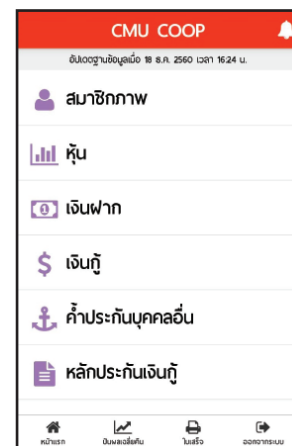 CMU COOP
อัปเดตฐานข้อมูลเมื่อ 18 ธ.ค. 2560 เวลา 16:24 น.
สมาชิกภาพ
หุ้น
เงินฝาก
เงินกู้
ค้ำประกันบุคคลอื่น
หลักประกันเงินกู้
หน้าแรก ปันผลเฉลี่ยคืน ใบเสร็จ ออกจากระบบ